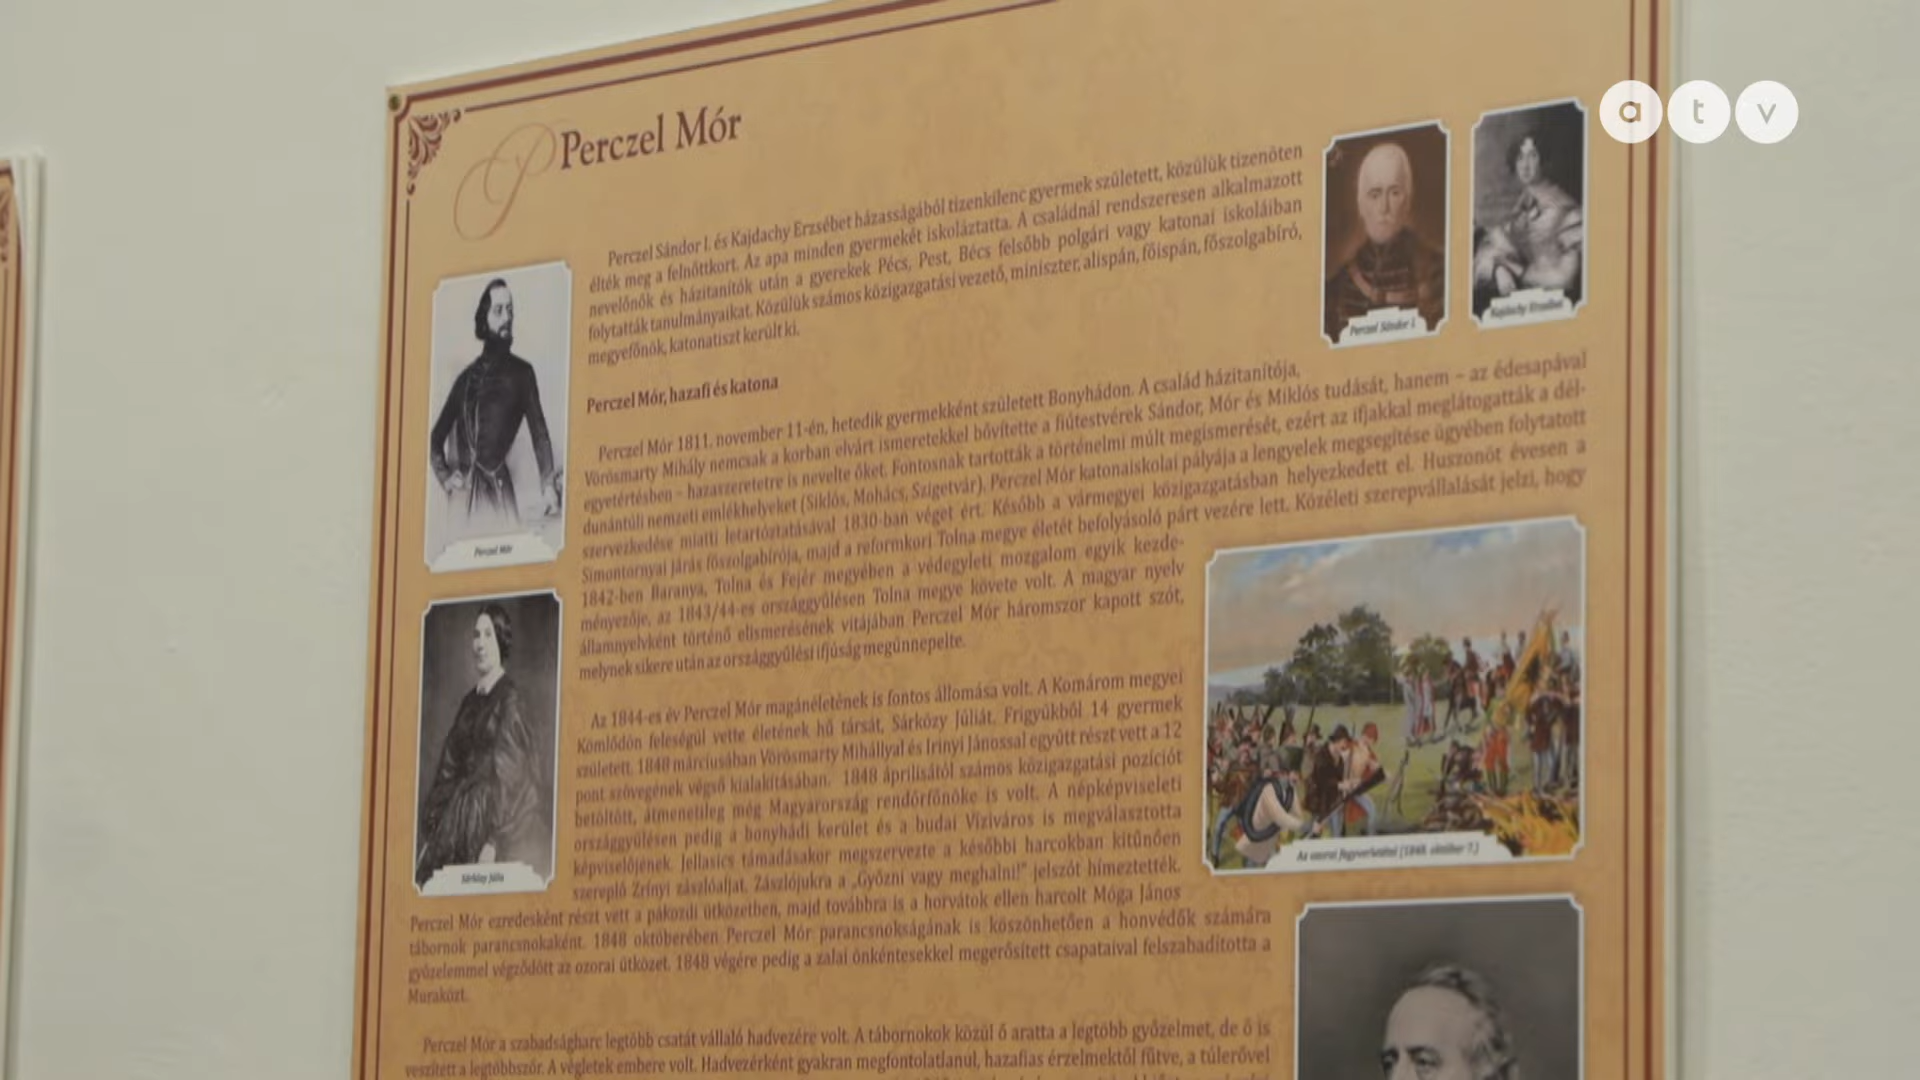 a t v
Perczel Mór
Perczel Sándor I. és Kajdachy Erzsébet házasságából tizenkilenc gyermek született, közülük tizenöten
élték meg a felnőttkort. Az apa minden gyermekét iskoláztatta. A családnál rendszeresen alkalmazott
nevelőnők és házitanítók után a gyerekek Pécs, Pest, Bécs felsőbb polgári vagy katonai iskoláiban
folytatták tanulmányaikat. Közülük számos közigazgatási vezető, miniszter, alispán, főispán, főszolgabíró,
megyefőnök, katonatiszt került ki.
Perczel Sándor I.
Kajdachy Erzsébet
Perczel Mór
Perczel Mór, hazafi és katona
Perczel Mór 1811. november 11-én, hetedik gyermekként született Bonyhádon. A család házitanítója,
Vörösmarty Mihály nemcsak a korban elvárt ismeretekkel bővítette a fiútestvérek Sándor, Mór és Miklós tudását, hanem – az édesapával
egyetértésben – hazaszeretetre is nevelte őket. Fontosnak tartották a történelmi múlt megismerését, ezért az ifjakkal meglátogatták a dél-
dunántúli nemzeti emlékhelyeket (Siklós, Mohács, Szigetvár). Perczel Mór katonaiskolai pályája a lengyelek megsegítése ügyében folytatott
szervezkedése miatti letartóztatásával 1830-ban véget ért. Később a vármegyei közigazgatásban helyezkedett el. Huszonöt évesen a
Simontornyai járás főszolgabírója, majd a reformkori Tolna megye életét befolyásoló párt vezére lett. Közéleti szerepvállalását jelzi, hogy
1842-ben Baranya, Tolna és Fejér megyében a védegyleti mozgalom egyik kezde-
ményezője, az 1843/44-es országgyűlésen Tolna megye követe volt. A magyar nyelv
államnyelvként történő elismerésének vitájában Perczel Mór háromszor kapott szót,
melynek sikere után az országgyűlési ifjúság megünnepelte.
Sárközy Júlia
Az 1844-es év Perczel Mór magánéletének is fontos állomása volt. A Komárom megyei
Kömlődön feleségül vette életének hű társát, Sárközy Júliát. Frigyükből 14 gyermek
született. 1848 márciusában Vörösmarty Mihállyal és Irinyi Jánossal együtt részt vett a 12
pont szövegének végső kialakításában. 1848 áprilisától számos közigazgatási pozíciót
betöltött, átmenetileg még Magyarország rendőrfőnöke is volt. A népképviseleti
országgyűlésen pedig a bonyhádi kerület és a budai Víziváros is megválasztotta
képviselőjének. Jellasics támadásakor megszervezte a későbbi harcokban kitűnően
szereplő Zrínyi zászlóaljat. Zászlójukra a „Győzni vagy meghalni!” jelszót hímeztették.
Perczel Mór ezredesként részt vett a pákozdi ütközetben, majd továbbra is a horvátok ellen harcolt Móga János
tábornok parancsnokaként. 1848 októberében Perczel Mór parancsnokságának is köszönhetően a honvédők számára
győzelemmel végződött az ozorai ütközet. 1848 végére pedig a zalai önkéntesekkel megerősített csapataival felszabadította a
Muraközt.
Az ozorai fegyverletétel (1848. október 7.)
Perczel Mór a szabadságharc legtöbb csatát vállaló hadvezére volt. A tábornokok közül ő aratta a legtöbb győzelmet, de ő is
veszített a legtöbbször. A végletek embere volt. Hadvezérként gyakran megfontolatlanul, hazafias érzelmektől fűtve, a túlerővel